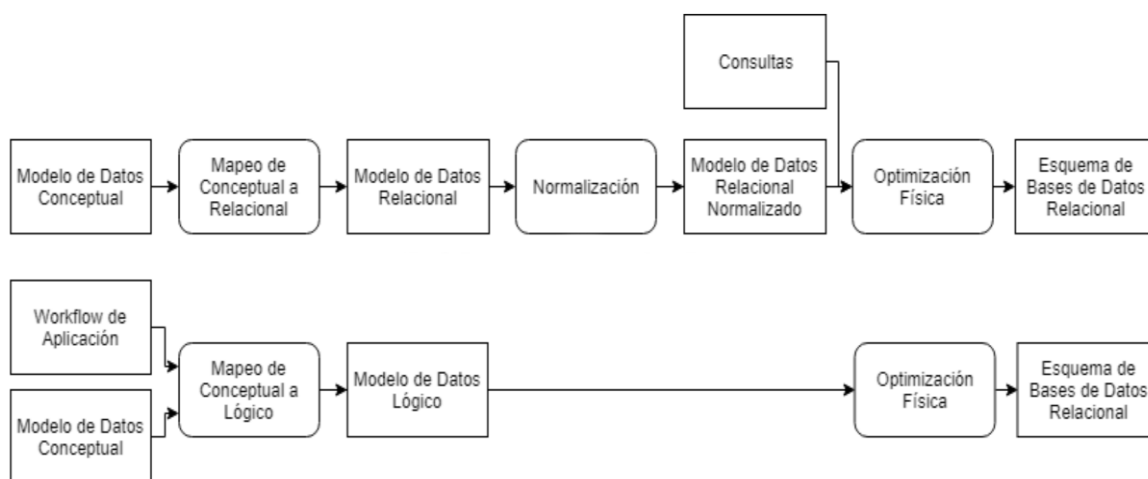 Consultas
Modelo de Datos
Conceptual
Mapeo de
Conceptual a
Relacional
Modelo de Datos
Relacional
Normalización
Modelo de Datos
Relacional
Normalizado
Optimización
Física
Esquema de
Bases de Datos
Relacional
Workflow de
Aplicación
Modelo de Datos
Conceptual
Mapeo de
Conceptual a
Lógico
Modelo de Datos
Lógico
Optimización
Física
Esquema de
Bases de Datos
Relacional